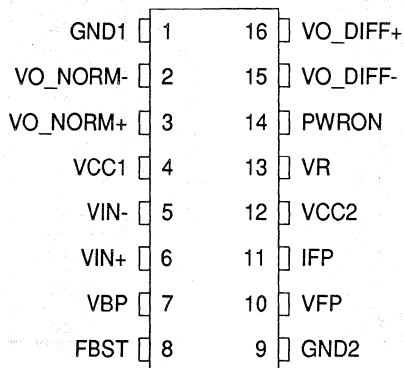 GND1 1 16 VO_DIFF+
VO_NORM- 2 15 VO_DIFF-
VO_NORM+ 3 14 PWRON
VCC1 4 13 VR
VIN- 5 12 VCC2
VIN+ 6 11 IFP
VBP 7 10 VFP
FBST 8 9 GND2